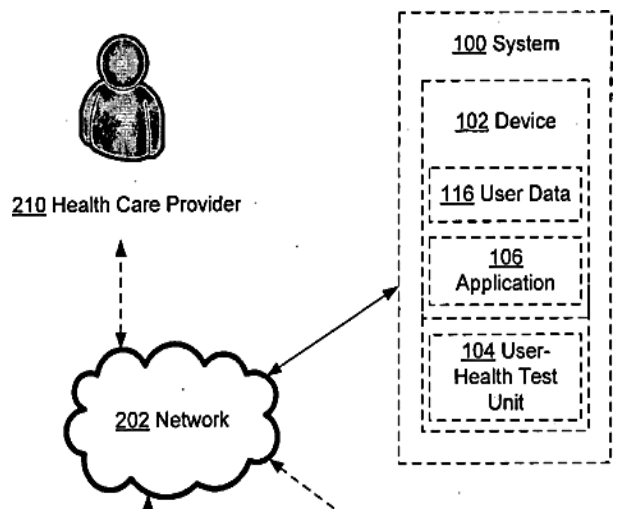 100 System
102 Device
116 User Data
210 Health Care Provider
106
Application
104 User-
Health Test
Unit
202 Network